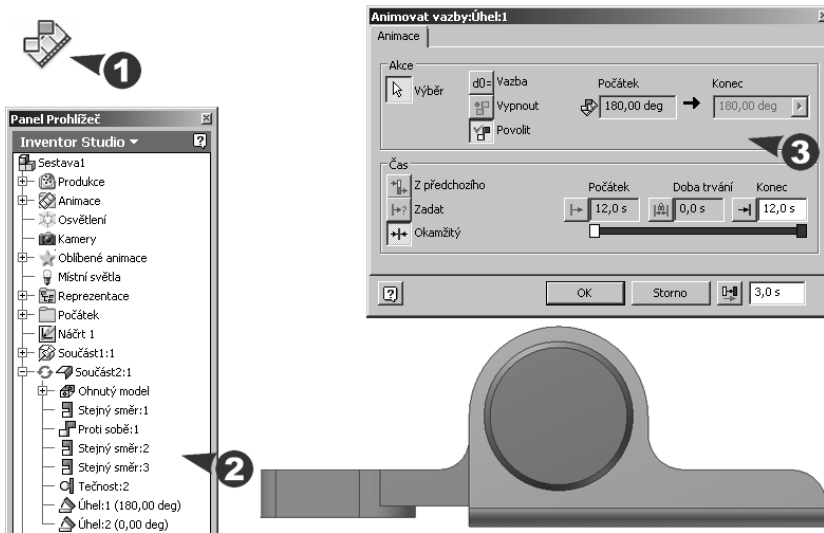 1
Panel Prohlížeč
Inventor Studio
Sestava1
Produkce
Animace
Osvětlení
Kamery
Oblíbené animace
Místní světla
Reprezentace
Počátek
Náčrt 1
Součást1:1
Součást2:1
Ohnutý model
Stejný směr:1
Proti sobě:1
Stejný směr:2
Stejný směr:3
Tečnost:2
Úhel:1 (180,00 deg)
Úhel:2 (0,00 deg)
2
Animovat vazby:Úhel:1
Animace
Akce
Výběr
d0= Vazba
Vypnout
Povolit
Počátek
Konec
180,00 deg
180,00 deg
3
Čas
Z předchozího
Zadat
Okamžitý
Počátek
Doba trvání
Konec
12,0 s
0,0 s
12,0 s
OK
Storno
3,0 s